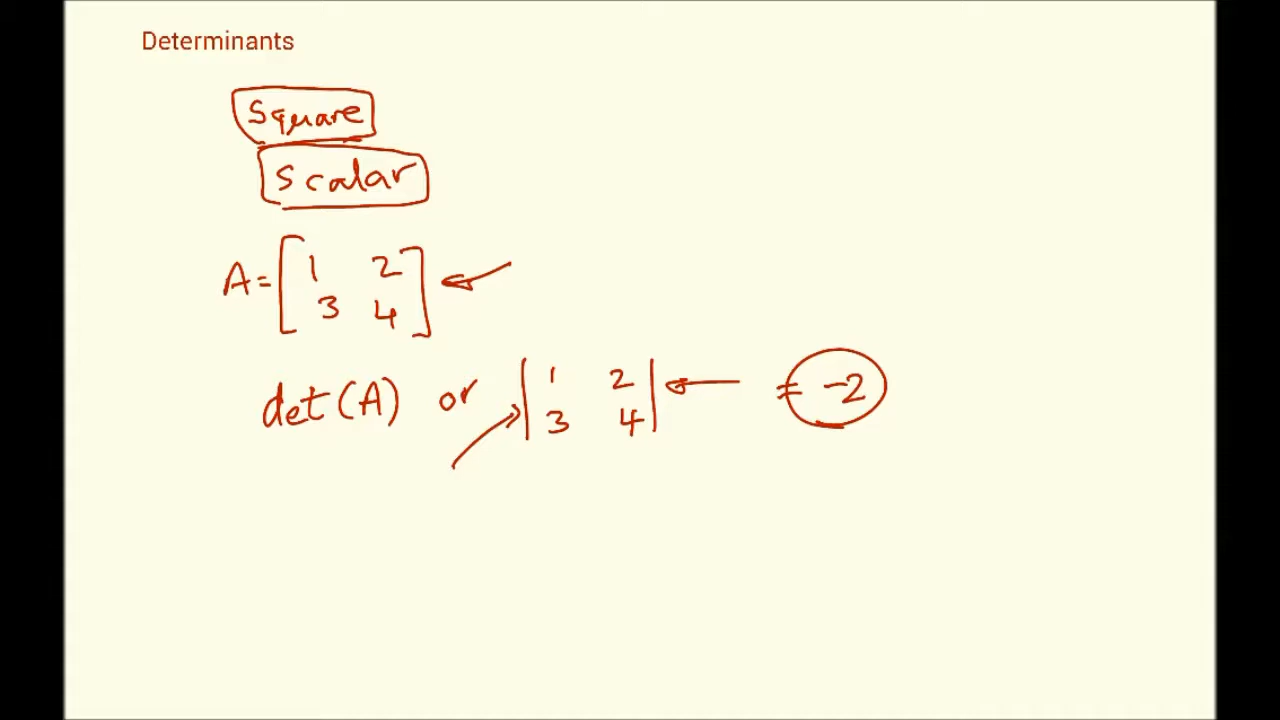 Determinants
Square
Scalar
A = [ 1 2
3 4 ]
det(A) or | 1 2
3 4 | = -2